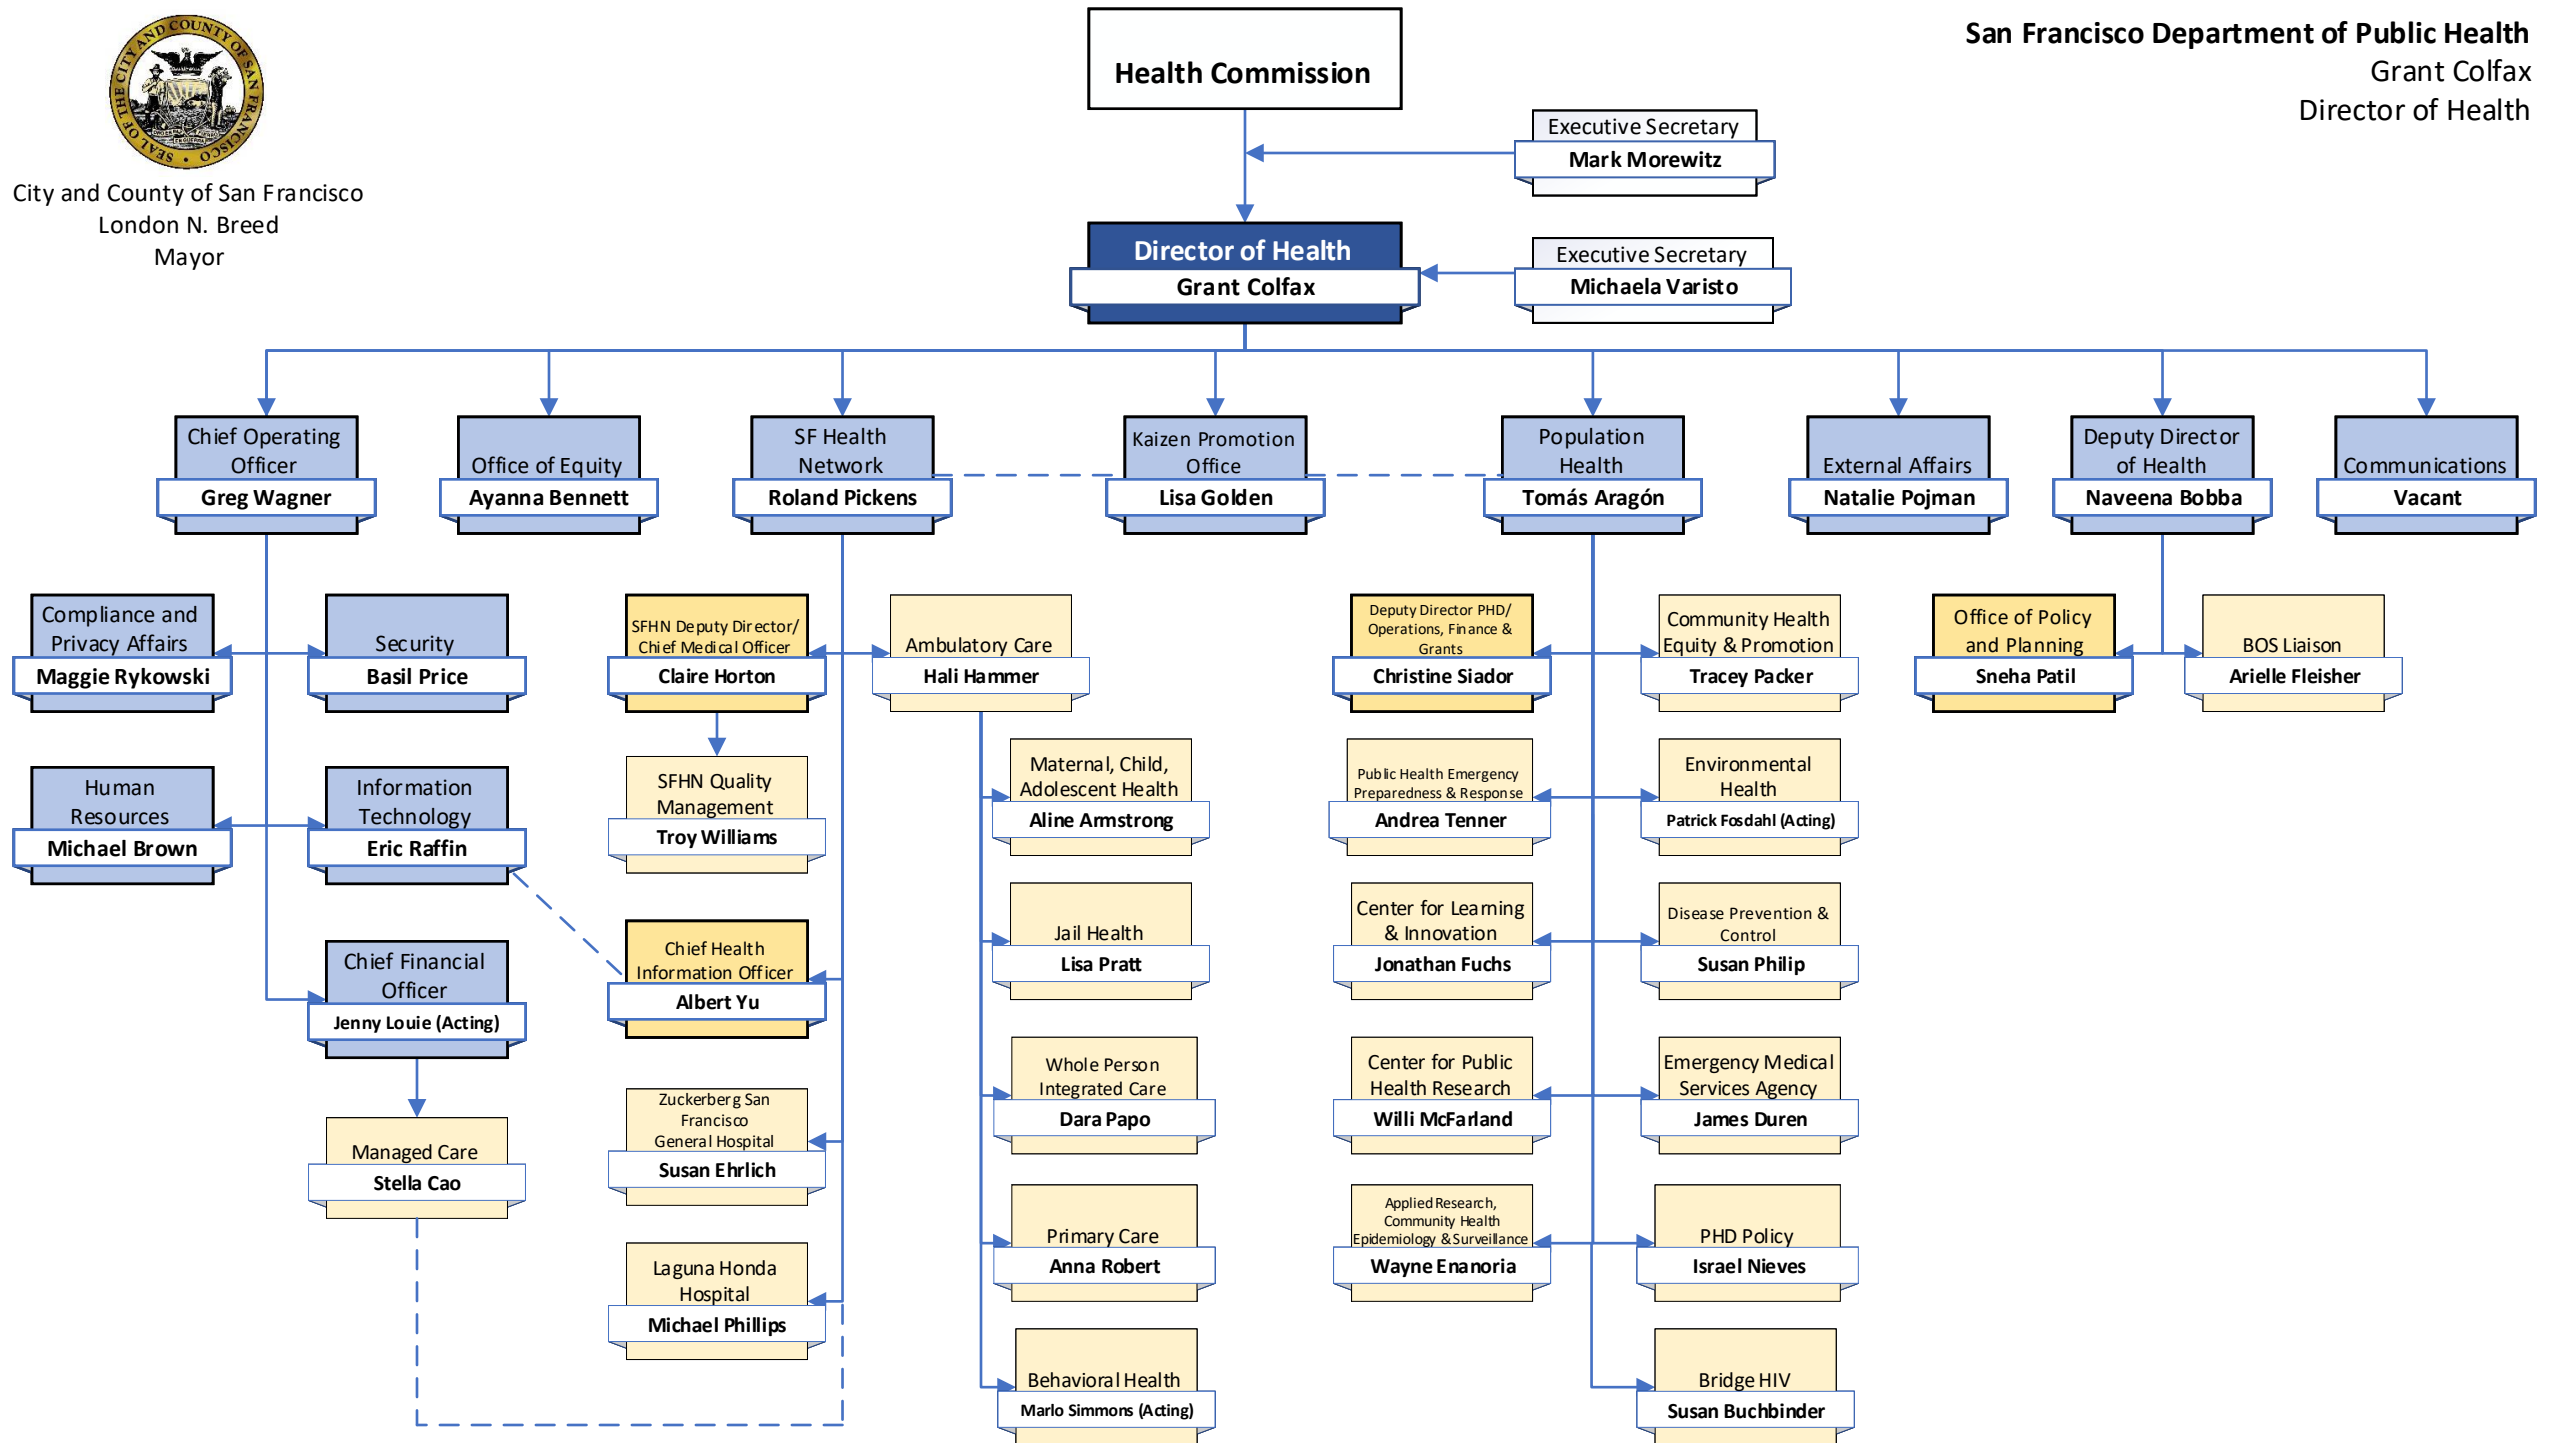 SEAL OF THE CITY AND COUNTY OF SAN FRANCISCO
City and County of San Francisco
London N. Breed
Mayor
San Francisco Department of Public Health
Grant Colfax
Director of Health
Health Commission
Executive Secretary
Mark Morewitz
Director of Health
Grant Colfax
Executive Secretary
Michaela Varisto
Chief Operating
Officer
Greg Wagner
Office of Equity
Ayanna Bennett
SF Health
Network
Roland Pickens
Kaizen Promotion
Office
Lisa Golden
Population
Health
Tomás Aragón
External Affairs
Natalie Pojman
Deputy Director
of Health
Naveena Bobba
Communications
Vacant
Compliance and
Privacy Affairs
Maggie Rykowski
Security
Basil Price
Human
Resources
Michael Brown
Information
Technology
Eric Raffin
Chief Financial
Officer
Jenny Louie (Acting)
Managed Care
Stella Cao
SFHN Deputy Director/
Chief Medical Officer
Claire Horton
SFHN Quality
Management
Troy Williams
Chief Health
Information Officer
Albert Yu
Zuckerberg San
Francisco
General Hospital
Susan Ehrlich
Laguna Honda
Hospital
Michael Phillips
Ambulatory Care
Hali Hammer
Maternal, Child,
Adolescent Health
Aline Armstrong
Jail Health
Lisa Pratt
Whole Person
Integrated Care
Dara Papo
Primary Care
Anna Robert
Behavioral Health
Marlo Simmons (Acting)
Deputy Director PHD/
Operations, Finance &
Grants
Christine Siador
Community Health
Equity & Promotion
Tracey Packer
Public Health Emergency
Preparedness & Response
Andrea Tenner
Environmental
Health
Patrick Fosdahl (Acting)
Center for Learning
& Innovation
Jonathan Fuchs
Disease Prevention &
Control
Susan Philip
Center for Public
Health Research
Willi McFarland
Emergency Medical
Services Agency
James Duren
Applied Research,
Community Health
Epidemiology & Surveillance
Wayne Enanoria
PHD Policy
Israel Nieves
Bridge HIV
Susan Buchbinder
Office of Policy
and Planning
Sneha Patil
BOS Liaison
Arielle Fleisher